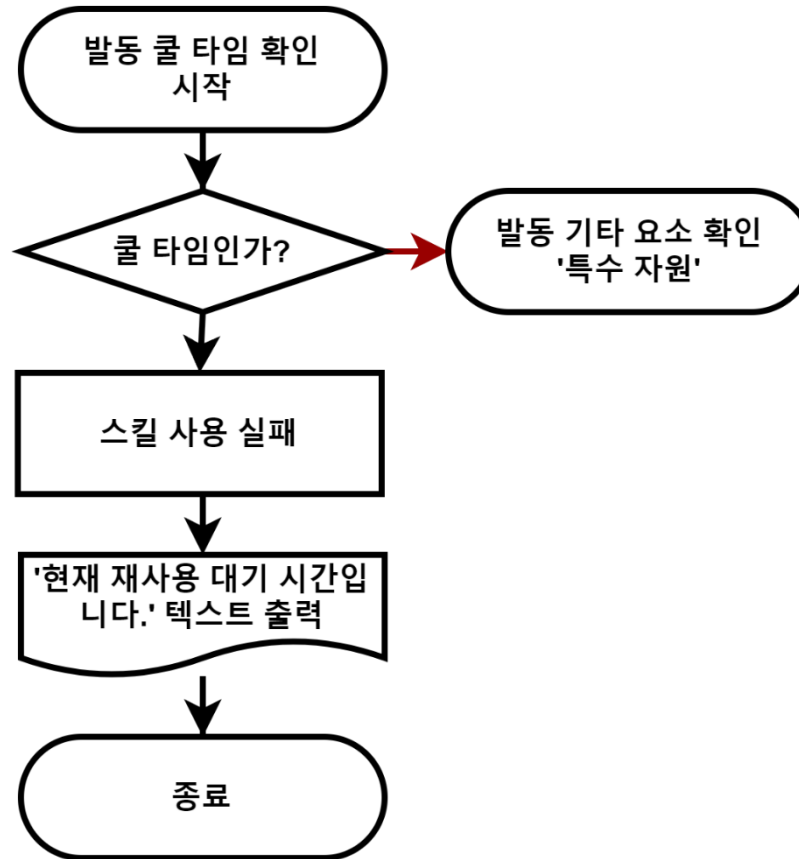 발동 쿨 타임 확인
시작
쿨 타임인가?
발동 기타 요소 확인
'특수 자원'
스킬 사용 실패
'현재 재사용 대기 시간입
니다.' 텍스트 출력
종료